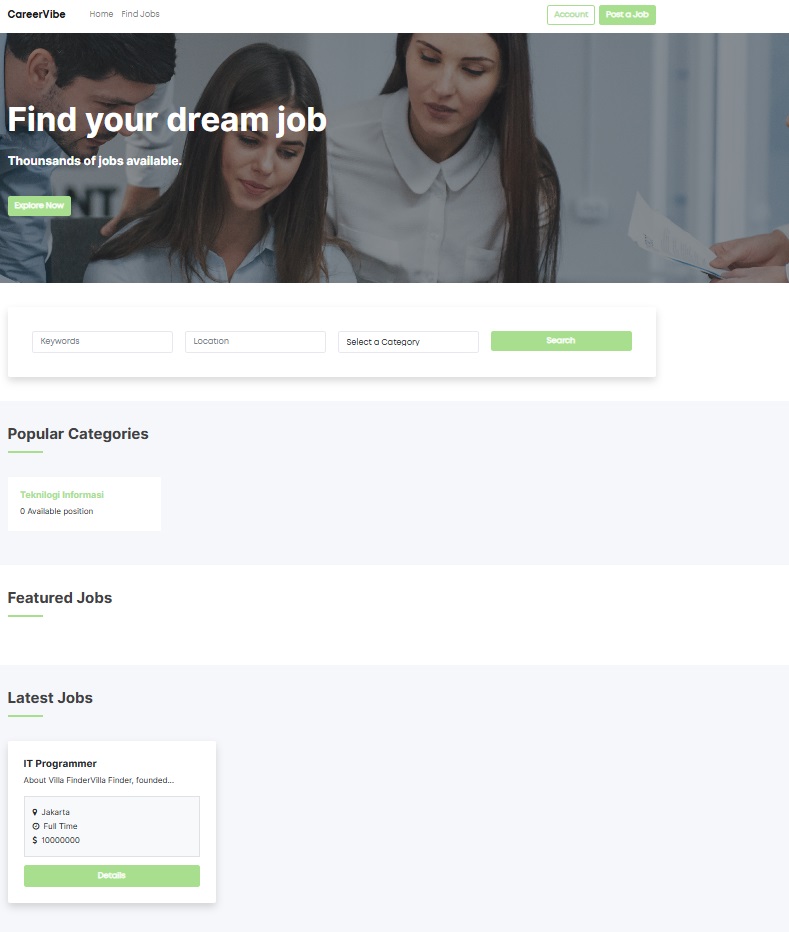 CareerVibe Home Find Jobs Account Post a Job
Find your dream job
Thounsands of jobs available.
ANT
Explore Now
Keywords Location Select a Category Search
Popular Categories
Teknilogi Informasi
0 Available position
Featured Jobs
Latest Jobs
IT Programmer
About Villa FinderVilla Finder, founded...
Jakarta
Full Time
$ 10000000
Details